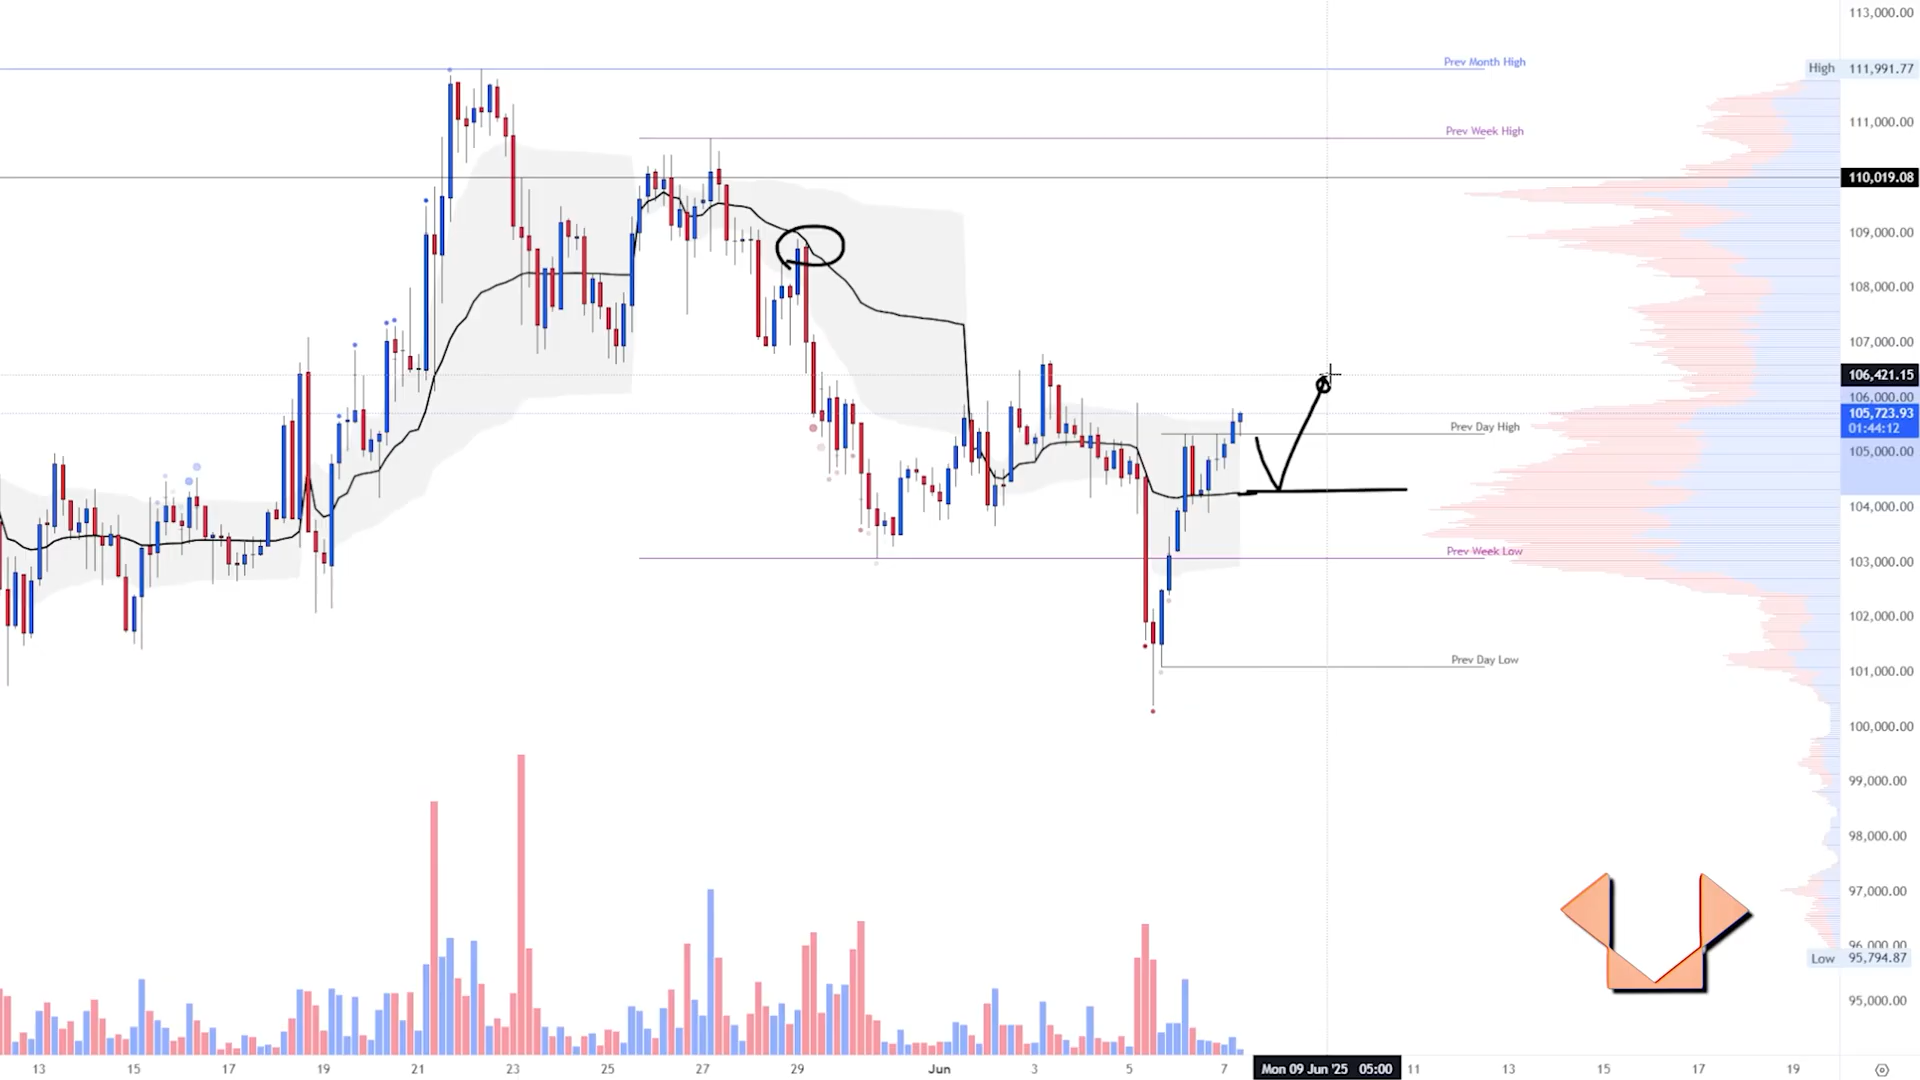 113,000.00
Prev Month High
High 111,991.77
111,000.00
Prev Week High
110,019.08
109,000.00
108,000.00
107,000.00
106,421.15
106,000.00
105,723.93
01:44:12
Prev Day High
105,000.00
104,000.00
Prev Week Low
103,000.00
102,000.00
Prev Day Low
101,000.00
100,000.00
99,000.00
98,000.00
97,000.00
96,000.00
Low 95,794.87
95,000.00
13 15 17 19 21 23 25 27 29 Jun 3 5 7 Mon 09 Jun '25 05:00 11 13 15 17 19